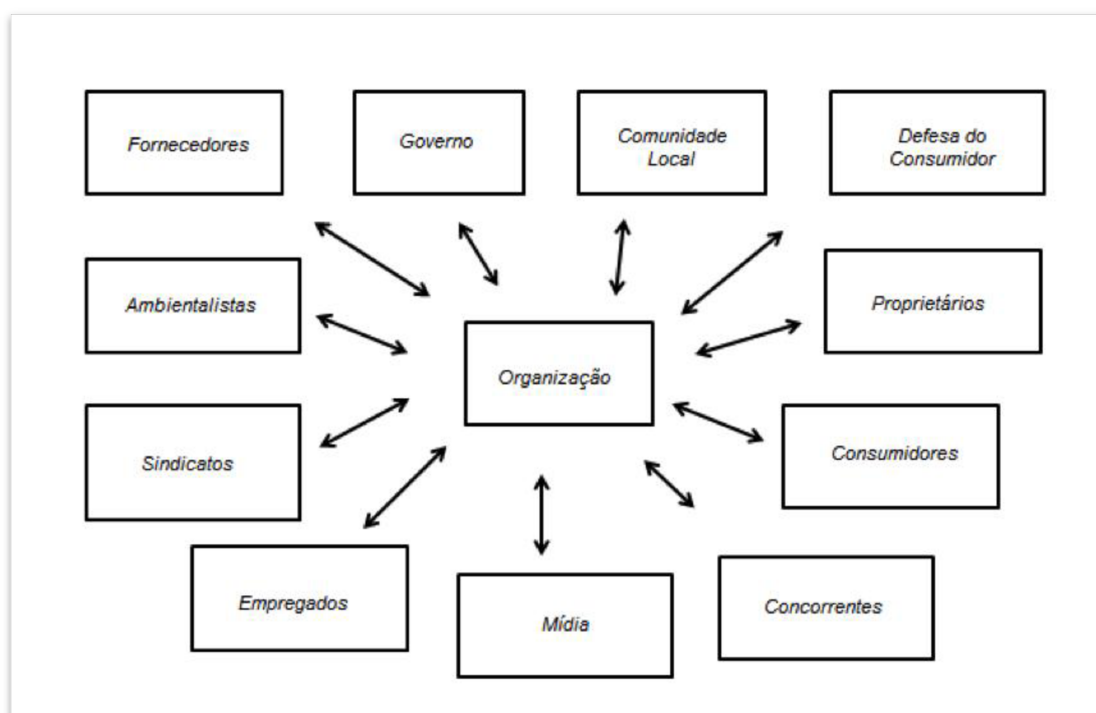 Fornecedores
Governo
Comunidade
Local
Defesa do
Consumidor
Ambientalistas
Proprietários
Organização
Sindicatos
Consumidores
Empregados
Mídia
Concorrentes